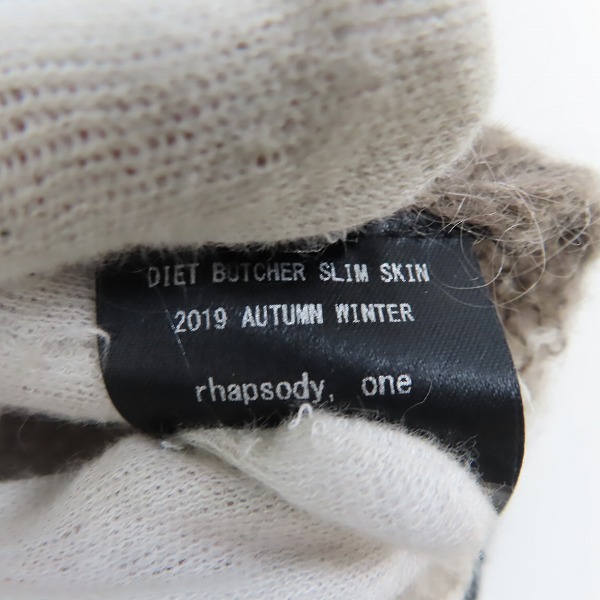 DIET BUTCHER SLIM SKIN
2019 AUTUMN WINTER
rhapsody, one